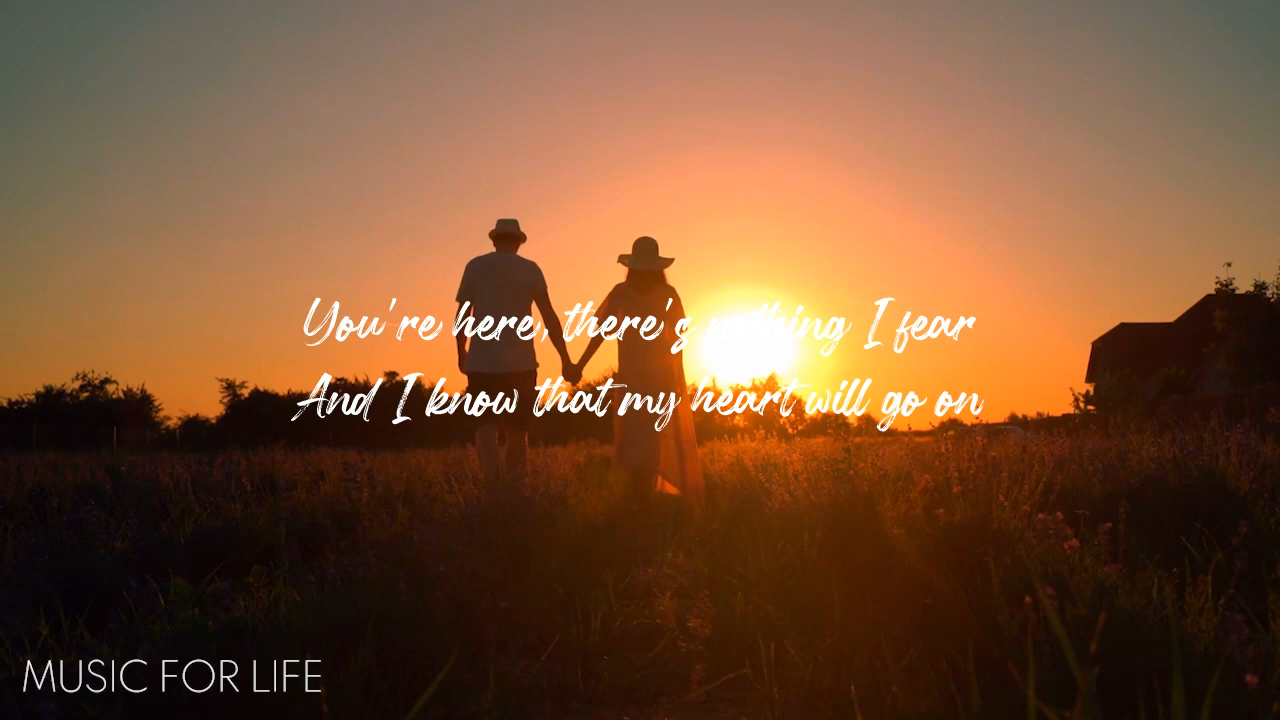 You're here, there's nothing I fear
And I know that my heart will go on
MUSIC FOR LIFE